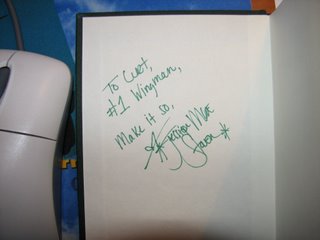 To Curt,
#1 Wingman,
Make it so,